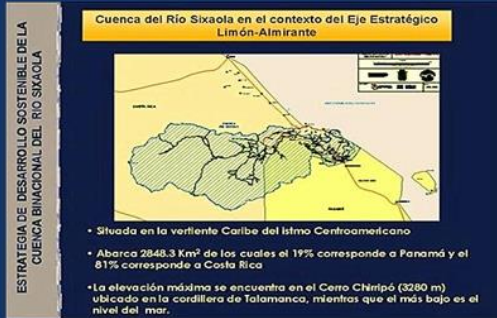 Cuenca del Río Sixaola en el contexto del Eje Estratégico
Limón-Almirante
ESTRATEGIA DE DESARROLLO SOSTENIBLE DE LA
CUENCA BINACIONAL DEL RIO SIXAOLA
COSTA RICA
PANAMÁ
• Situada en la vertiente Caribe del istmo Centroamericano
• Abarca 2848.3 Km² de los cuales el 19% corresponde a Panamá y el
81% corresponde a Costa Rica
•La elevación máxima se encuentra en el Cerro Chirripó (3280 m)
ubicado en la cordillera de Talamanca, mientras que el más bajo es el
nivel del mar.